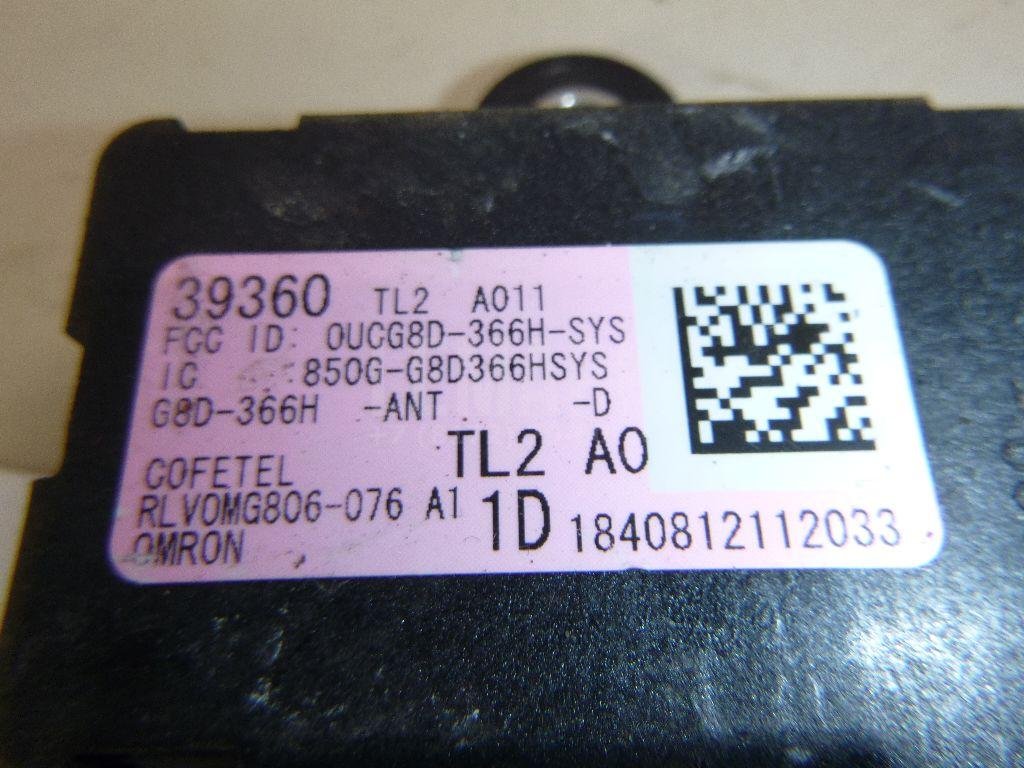 39360 TL2 A011
FCC ID: OUCG8D-366H-SYS
IC :850G-G8D366HSYS
G8D-366H -ANT -D
TL2 A0
COFETEL
RLVOMG806-076 A1
1D 1840812112033
OMRON